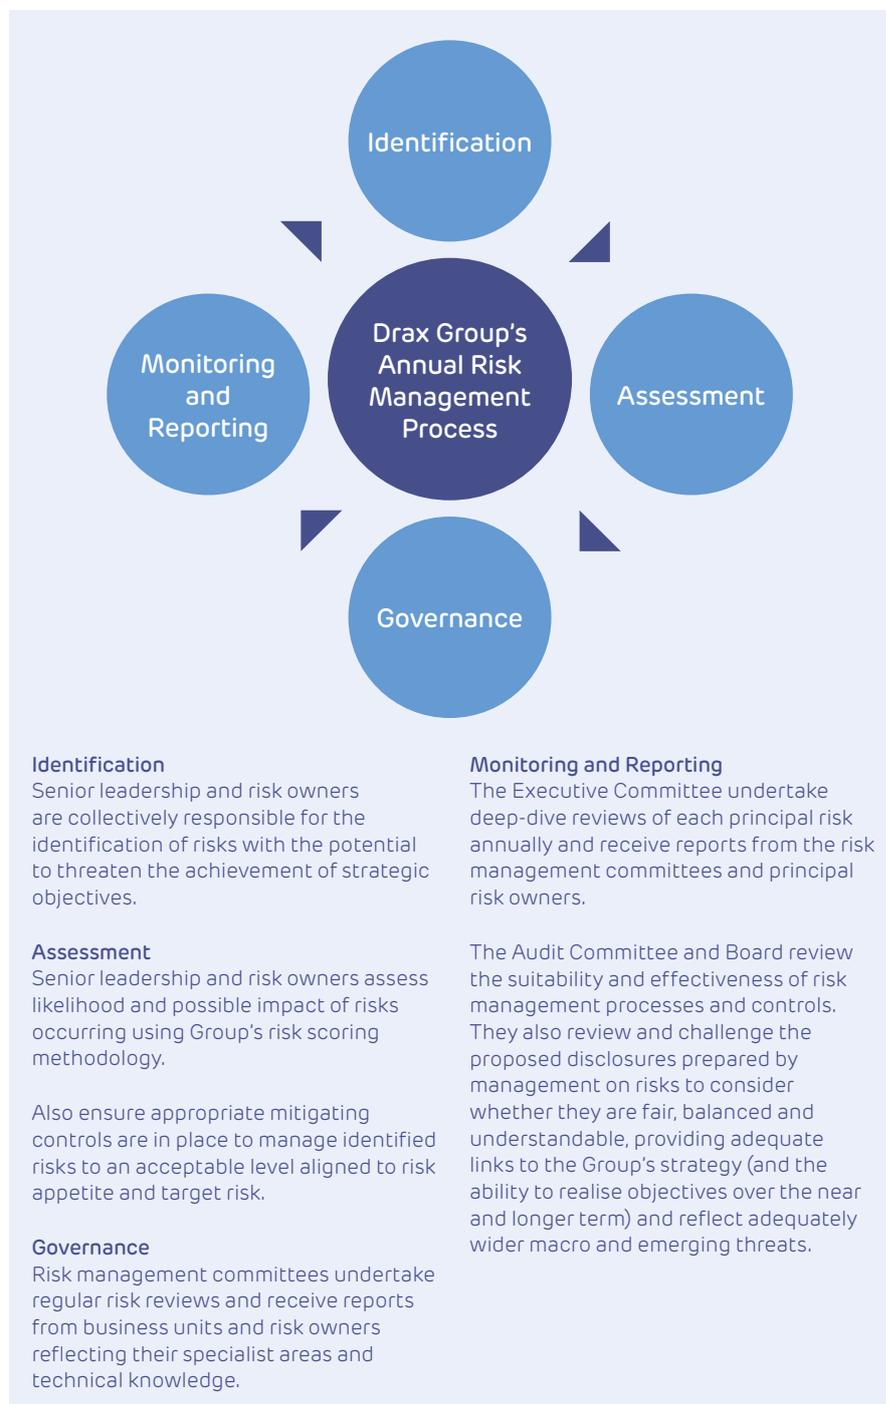 Identification
Drax Group's
Annual Risk
Management
Process
Monitoring
and
Reporting
Assessment
Governance
Identification
Senior leadership and risk owners
are collectively responsible for the
identification of risks with the potential
to threaten the achievement of strategic
objectives.
Assessment
Senior leadership and risk owners assess
likelihood and possible impact of risks
occurring using Group's risk scoring
methodology.
Also ensure appropriate mitigating
controls are in place to manage identified
risks to an acceptable level aligned to risk
appetite and target risk.
Governance
Risk management committees undertake
regular risk reviews and receive reports
from business units and risk owners
reflecting their specialist areas and
technical knowledge.
Monitoring and Reporting
The Executive Committee undertake
deep-dive reviews of each principal risk
annually and receive reports from the risk
management committees and principal
risk owners.
The Audit Committee and Board review
the suitability and effectiveness of risk
management processes and controls.
They also review and challenge the
proposed disclosures prepared by
management on risks to consider
whether they are fair, balanced and
understandable, providing adequate
links to the Group's strategy (and the
ability to realise objectives over the near
and longer term) and reflect adequately
wider macro and emerging threats.